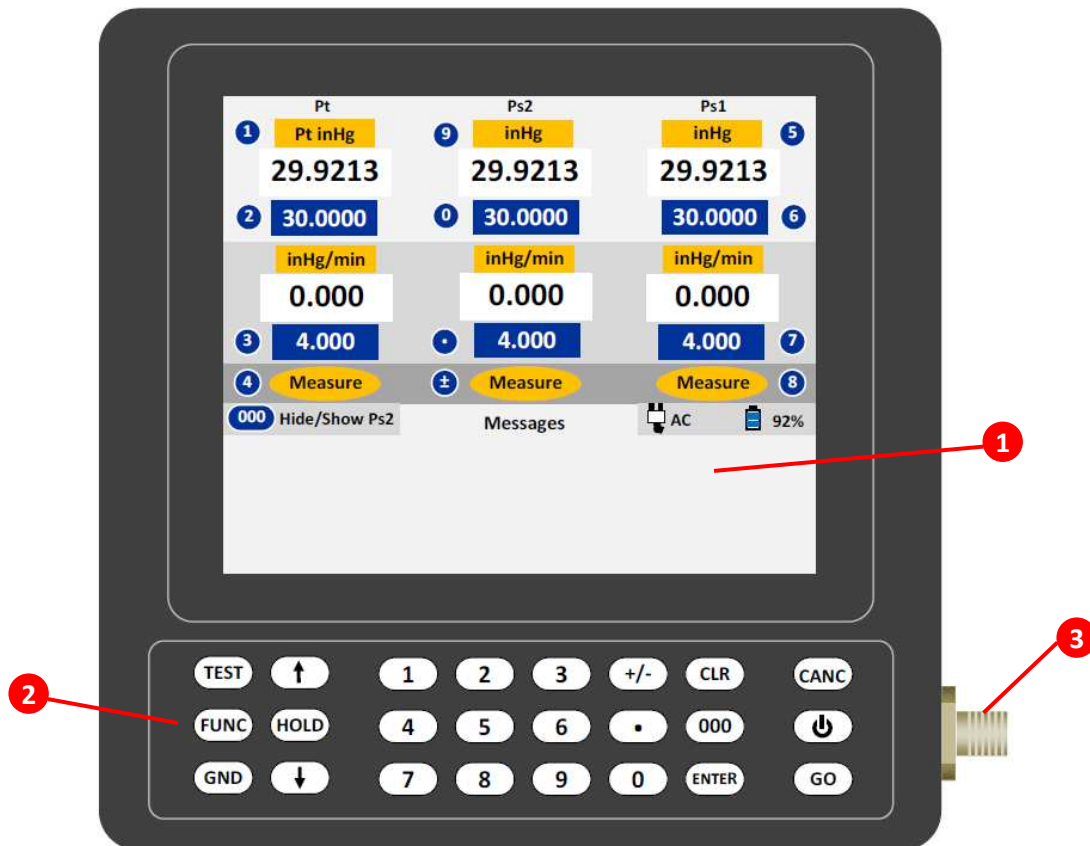 Pt Ps2 Ps1
1 Pt inHg 9 inHg inHg 5
29.9213 29.9213 29.9213
2 30.0000 0 30.0000 30.0000 6
inHg/min inHg/min inHg/min
0.000 0.000 0.000
3 4.000 • 4.000 4.000 7
4 Measure ± Measure Measure 8
000 Hide/Show Ps2 Messages AC 92%
1
2
3
TEST ↑ 1 2 3 +/- CLR CANC
FUNC HOLD 4 5 6 • 000
GND ↓ 7 8 9 0 ENTER GO